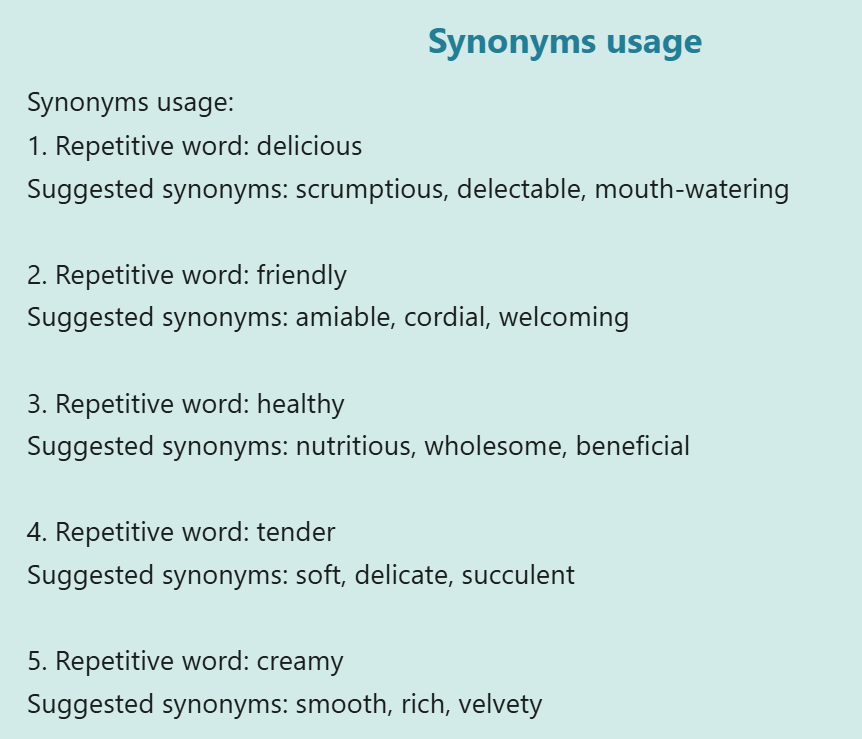 Synonyms usage
Synonyms usage:
1. Repetitive word: delicious
Suggested synonyms: scrumptious, delectable, mouth-watering
2. Repetitive word: friendly
Suggested synonyms: amiable, cordial, welcoming
3. Repetitive word: healthy
Suggested synonyms: nutritious, wholesome, beneficial
4. Repetitive word: tender
Suggested synonyms: soft, delicate, succulent
5. Repetitive word: creamy
Suggested synonyms: smooth, rich, velvety